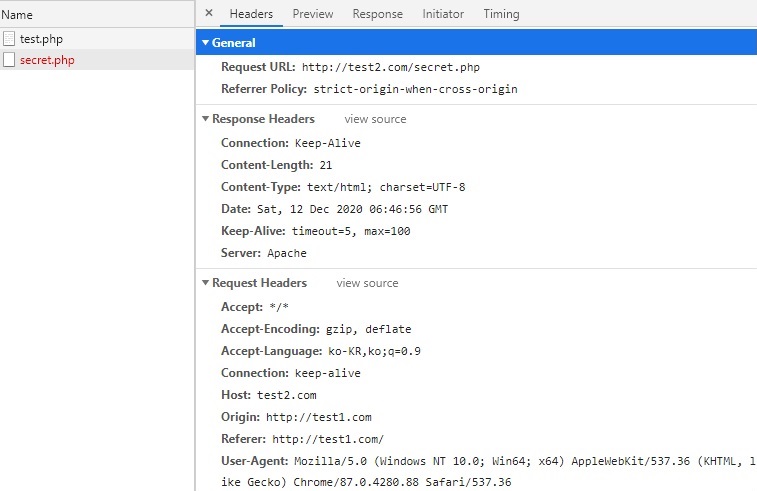 Name
× Headers Preview Response Initiator Timing
test.php
secret.php
▼ General
Request URL: http://test2.com/secret.php
Referrer Policy: strict-origin-when-cross-origin
▼ Response Headers view source
Connection: Keep-Alive
Content-Length: 21
Content-Type: text/html; charset=UTF-8
Date: Sat, 12 Dec 2020 06:46:56 GMT
Keep-Alive: timeout=5, max=100
Server: Apache
▼ Request Headers view source
Accept: */*
Accept-Encoding: gzip, deflate
Accept-Language: ko-KR,ko;q=0.9
Connection: keep-alive
Host: test2.com
Origin: http://test1.com
Referer: http://test1.com/
User-Agent: Mozilla/5.0 (Windows NT 10.0; Win64; x64) AppleWebKit/537.36 (KHTML, l
ike Gecko) Chrome/87.0.4280.88 Safari/537.36